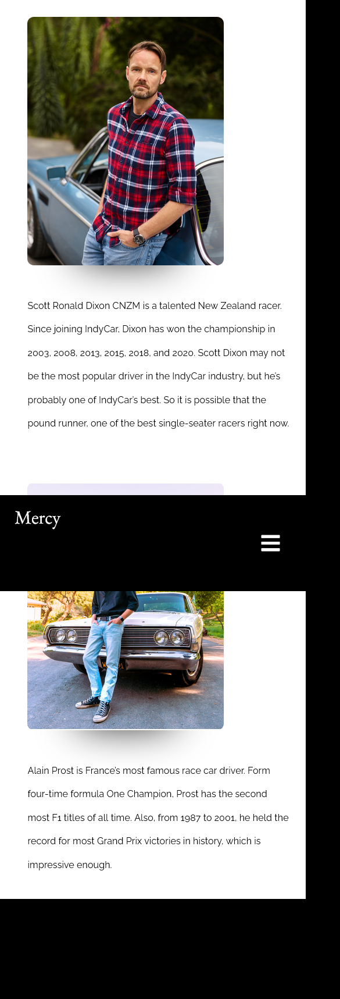 Scott Ronald Dixon CNZM is a talented New Zealand racer.
Since joining IndyCar, Dixon has won the championship in
2003, 2008, 2013, 2015, 2018, and 2020. Scott Dixon may not
be the most popular driver in the IndyCar industry, but he's
probably one of IndyCar's best. So it is possible that the
pound runner, one of the best single-seater racers right now.
Mercy
Alain Prost is France's most famous race car driver. Form
four-time formula One Champion, Prost has the second
most F1 titles of all time. Also, from 1987 to 2001, he held the
record for most Grand Prix victories in history, which is
impressive enough.